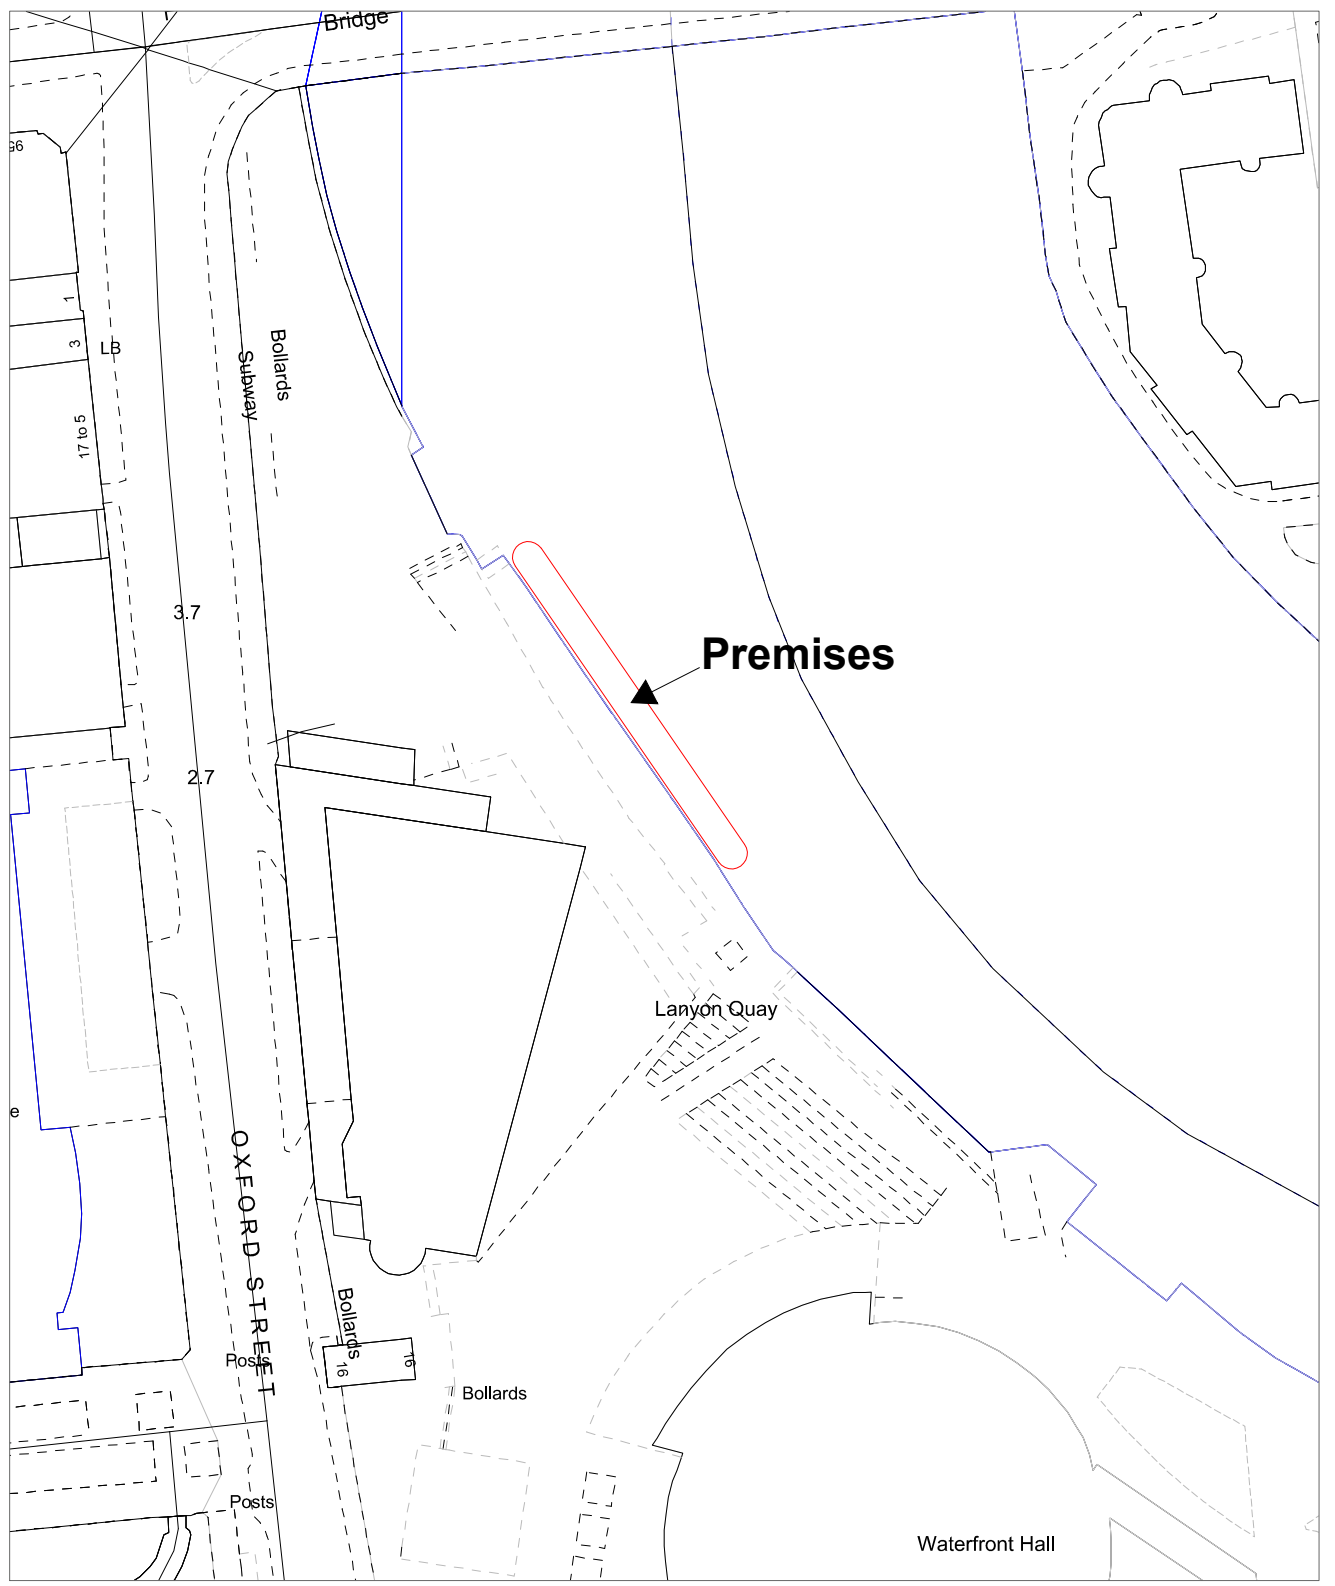 Bridge
1
3
LB
Bollards
Subway
17 to 5
3.7
Premises
2.7
Lanyon Quay
e
OXFORD STREET
Bollards
Posts
16
16
Bollards
Posts
Waterfront Hall